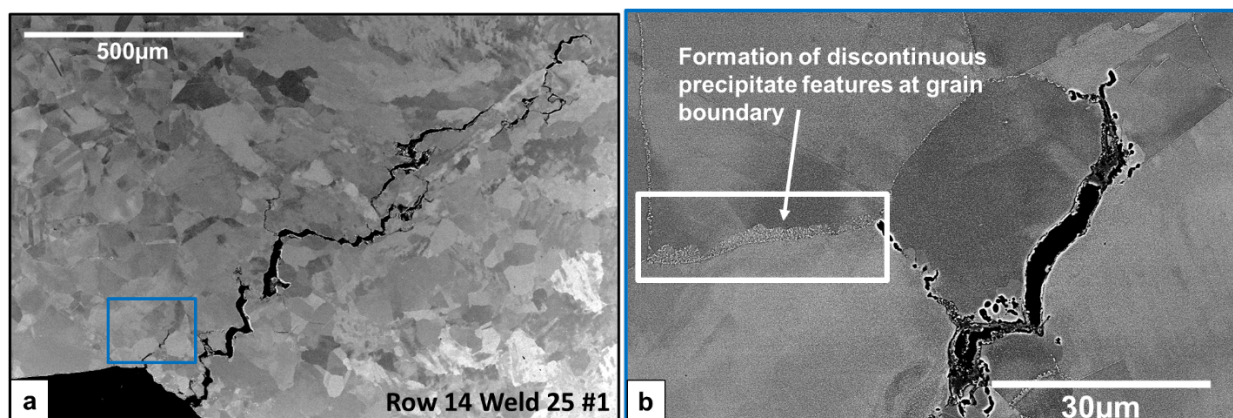 500µm
a
Row 14 Weld 25 #1
Formation of discontinuous
precipitate features at grain
boundary
b
30µm